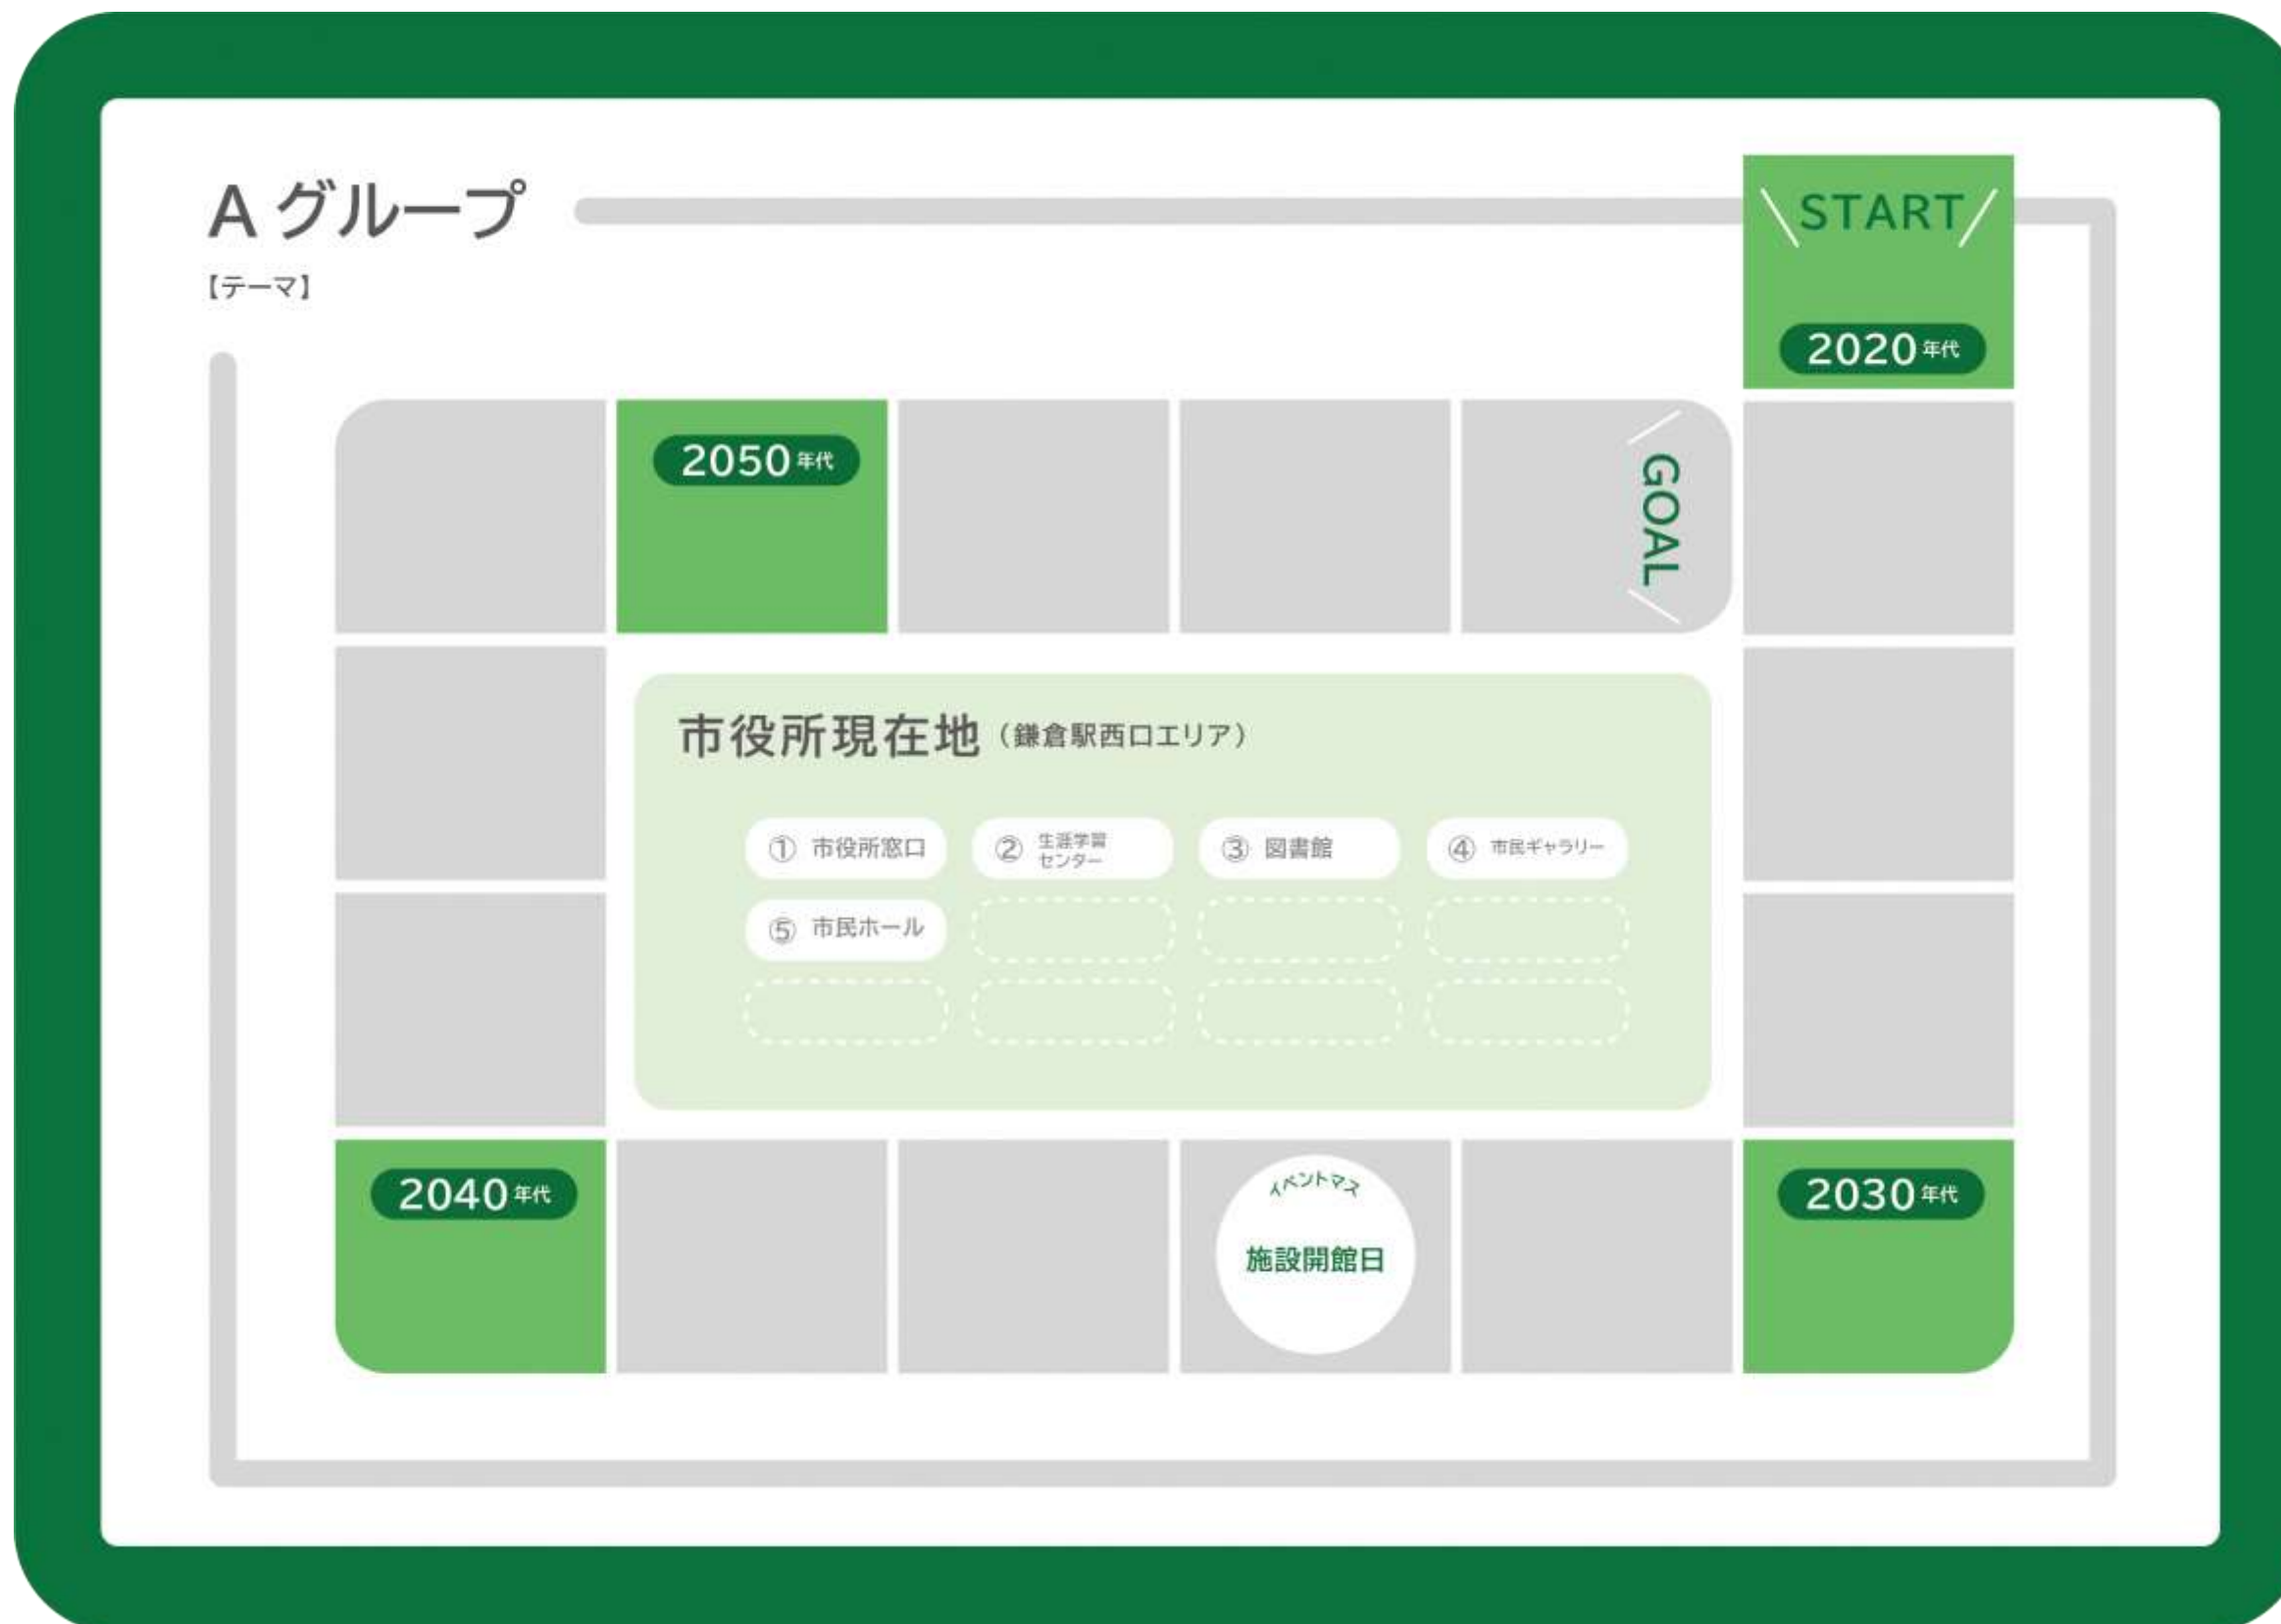 A グループ
【テーマ】
START
2020年代
2050年代
GOAL
市役所現在地（鎌倉駅西口エリア）
① 市役所窓口
② 生涯学習
センター
③ 図書館
④ 市民ギャラリー
⑤ 市民ホール
2040年代
イベントマス
施設開館日
2030年代